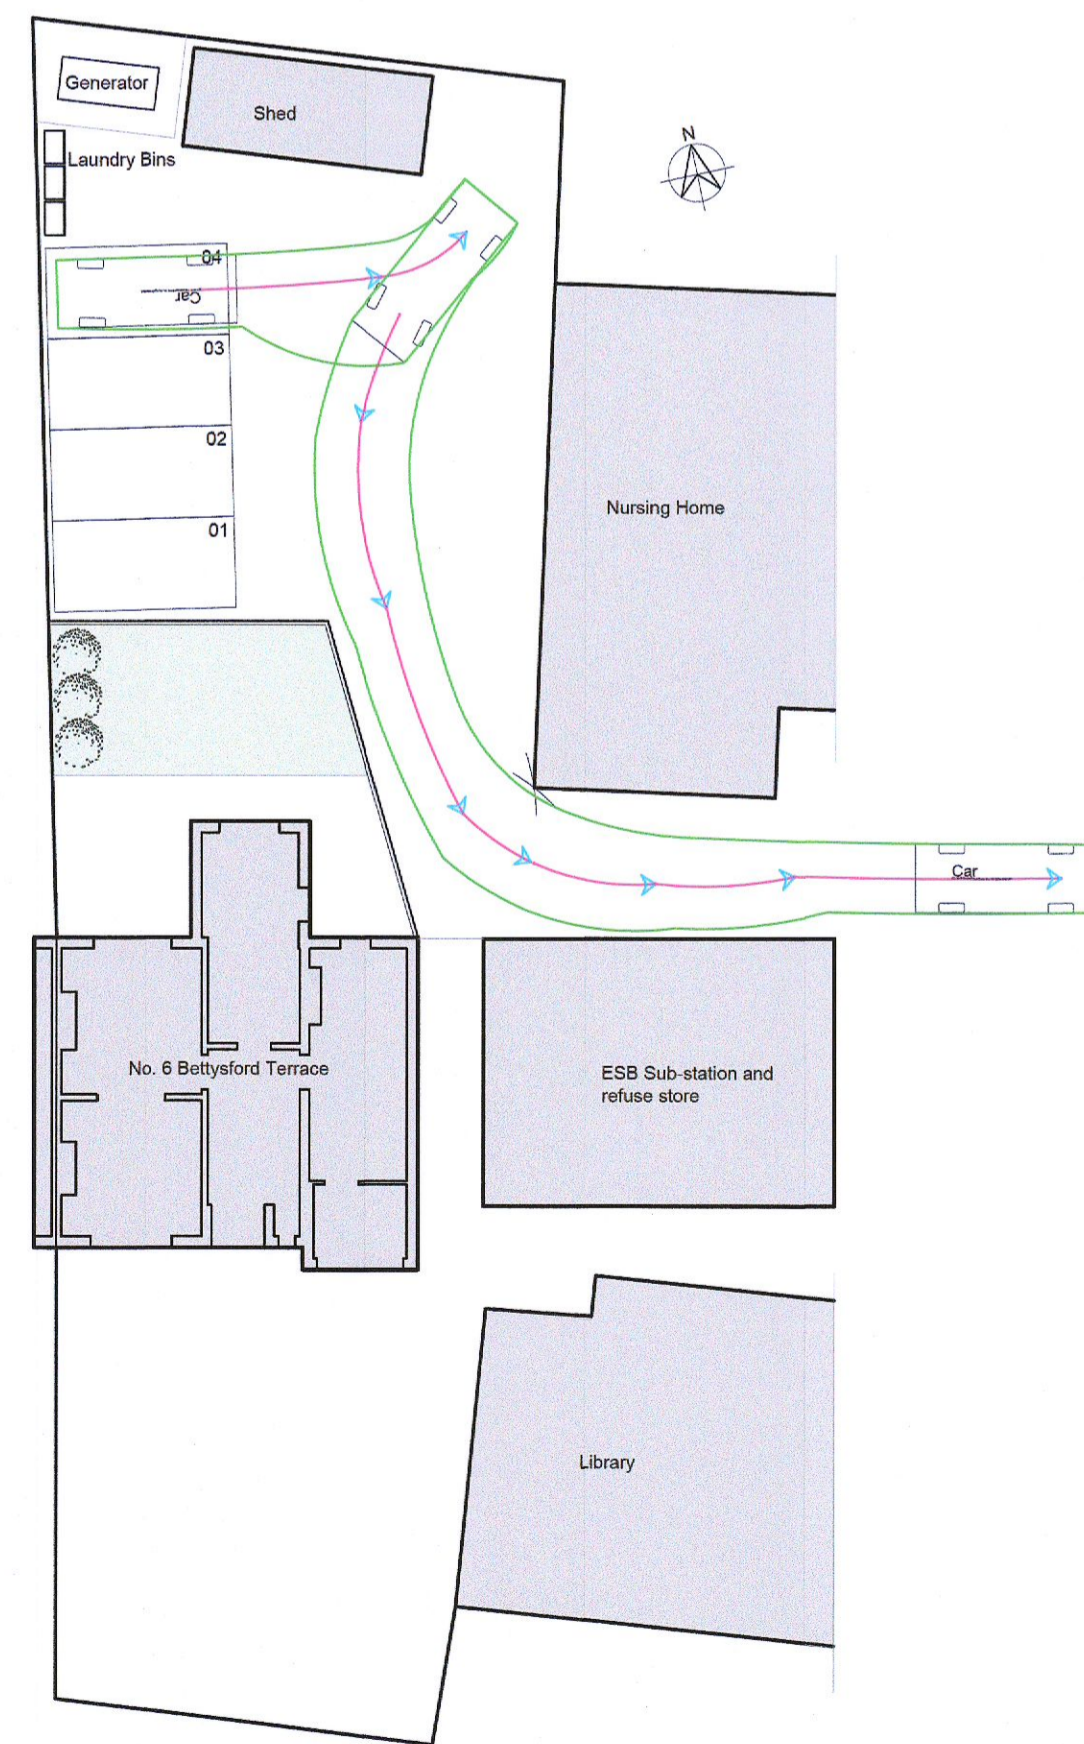 Generator
Shed
N
Laundry Bins
04
Car
03
02
01
Nursing Home
Car
No. 6 Bettysford Terrace
ESB Sub-station and
refuse store
Library